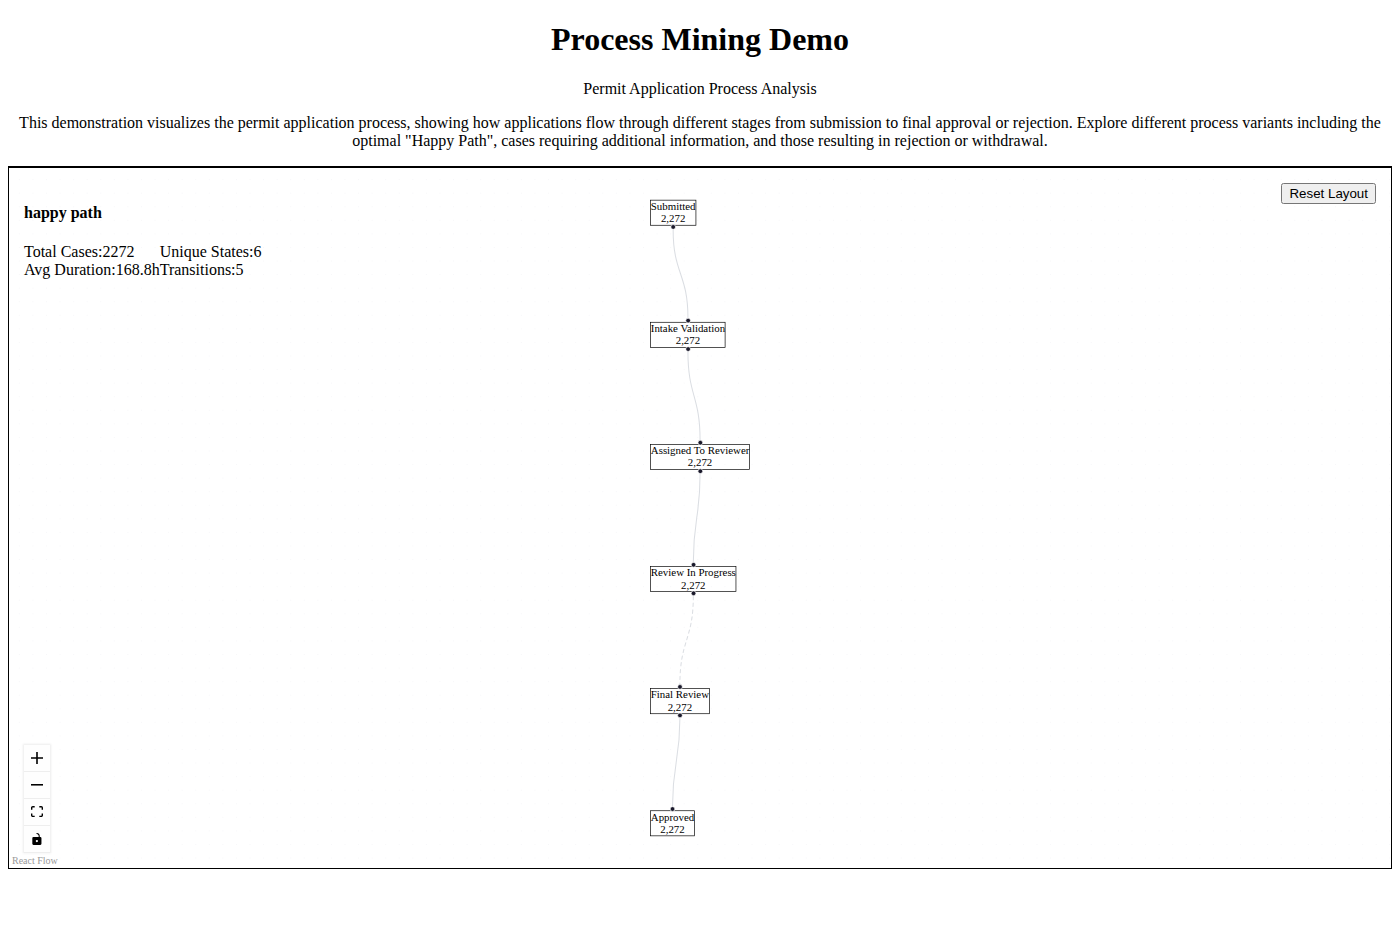 Process Mining Demo
Permit Application Process Analysis
This demonstration visualizes the permit application process, showing how applications flow through different stages from submission to final approval or rejection. Explore different process variants including the
optimal "Happy Path", cases requiring additional information, and those resulting in rejection or withdrawal.
Reset Layout
happy path
Total Cases:2272 Unique States:6
Avg Duration:168.8hTransitions:5
Submitted
2,272
Intake Validation
2,272
Assigned To Reviewer
2,272
Review In Progress
2,272
Final Review
2,272
Approved
2,272
React Flow